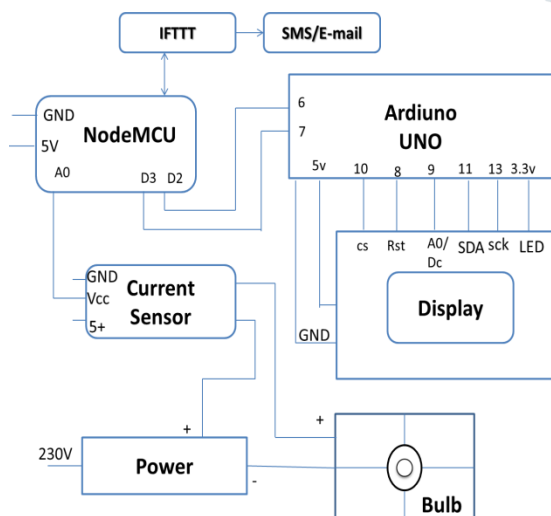 IFTTT
SMS/E-mail
GND
NodeMCU
5V
A0
D3 D2
6
7
Ardiuno
UNO
5v
10
8
9
11
13
3.3v
cs
Rst
A0/
Dc
SDA
sck
LED
Display
GND
GND
Vcc
5+
Current
Sensor
+
230V
Power
-
+
Bulb